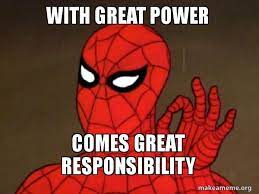 WITH GREAT POWER
COMES GREAT
RESPONSIBILITY
makeameme.org